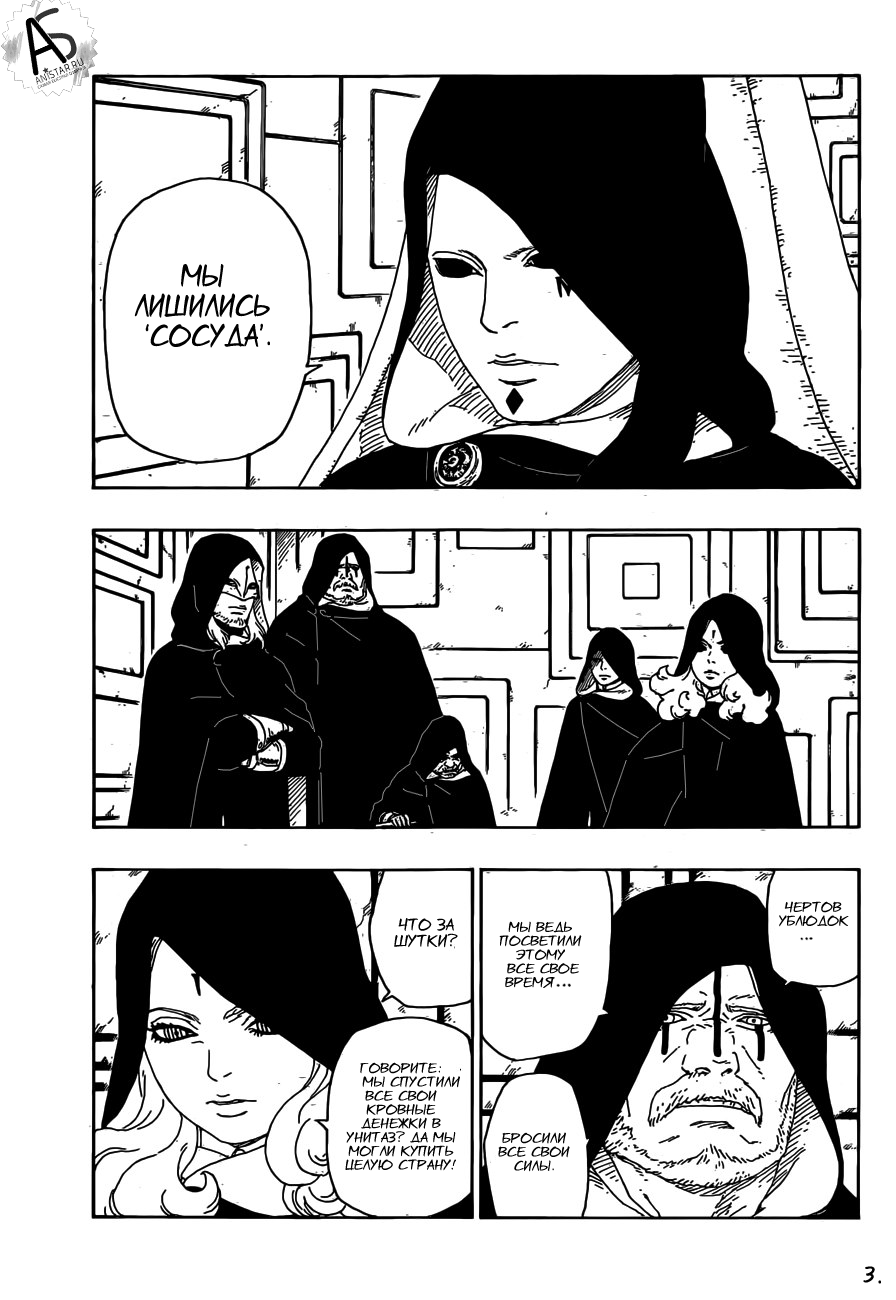 ANISTAR.RU
МЫ
ЛИШИЛИСЬ
'СОСУДА'.
ЧЕРТОВ
УБЛЮДОК
...
МЫ ВЕДЬ
ПОСВЕТИЛИ
ЭТОМУ
ВСЕ СВОЕ
ВРЕМЯ...
БРОСИЛИ
ВСЕ СВОИ
СИЛЫ.
ЧТО ЗА
ШУТКИ?
ГОВОРИТЕ:
МЫ СПУСТИЛИ
ВСЕ СВОИ
КРОВНЫЕ
ДЕНЕЖКИ В
УНИТАЗ? ДА МЫ
МОГЛИ КУПИТЬ
ЦЕЛУЮ СТРАНУ!
3.